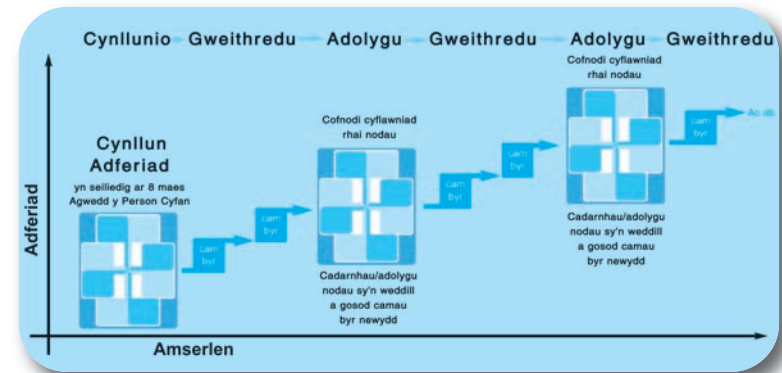 Cynllunio Gweithredu Adolygu Gweithredu Adolygu Gweithredu
Cofnodi cyflawniad
rhai nodau
Cofnodi cyflawniad
rhai nodau
Cynllun
Adferiad
yn seiliedig ar 8 maes
Agwedd y Person Cyfan
cam
byr
cam
byr
cam
byr
cam
byr
cam
byr
Ac ati
Cadarnhau/adolygu
nodau sy'n weddill
a gosod camau
byr newydd
Cadarnhau/adolygu
nodau sy'n weddill
a gosod camau
byr newydd
Adferiad
Amserlen